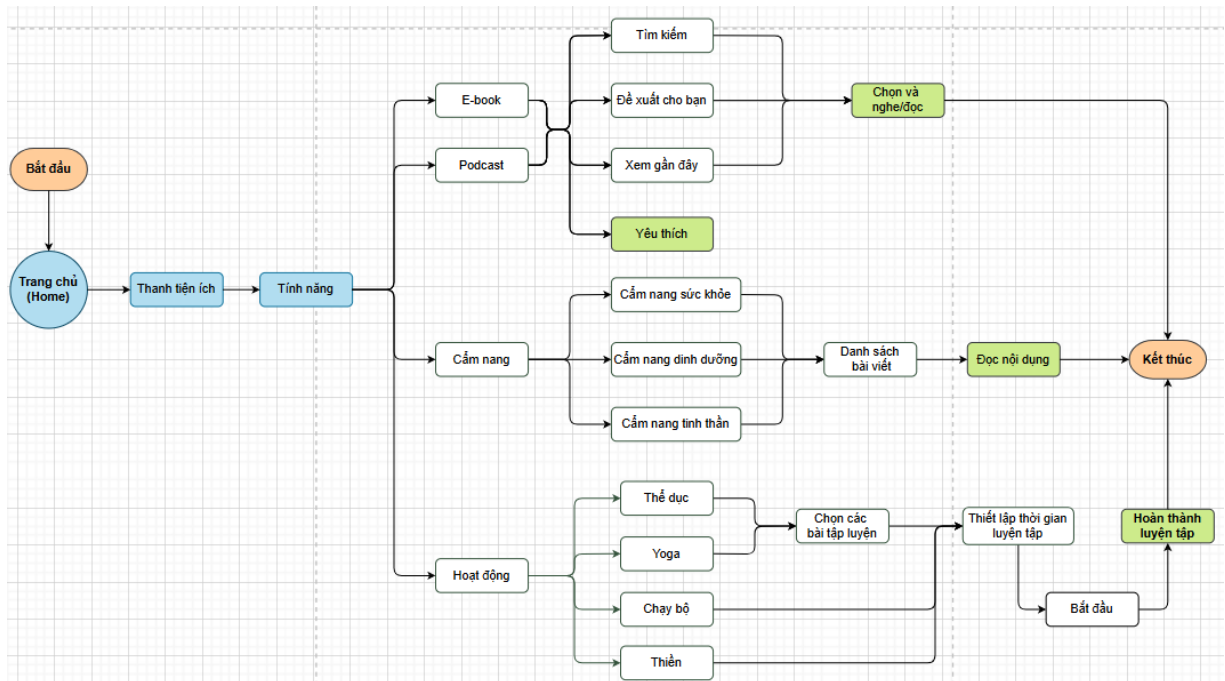 Tìm kiếm
E-book
Đề xuất cho bạn
Chọn và
nghe/đọc
Bắt đầu
Podcast
Xem gần đây
Yêu thích
Trang chủ
(Home)
Thanh tiện ích
Tính năng
Cẩm nang sức khỏe
Cẩm nang
Cẩm nang dinh dưỡng
Danh sách
bài viết
Đọc nội dụng
Kết thúc
Cẩm nang tinh thần
Thể dục
Chọn các
bài tập luyện
Thiết lập thời gian
luyện tập
Hoàn thành
luyện tập
Yoga
Hoạt động
Chạy bộ
Bắt đầu
Thiền